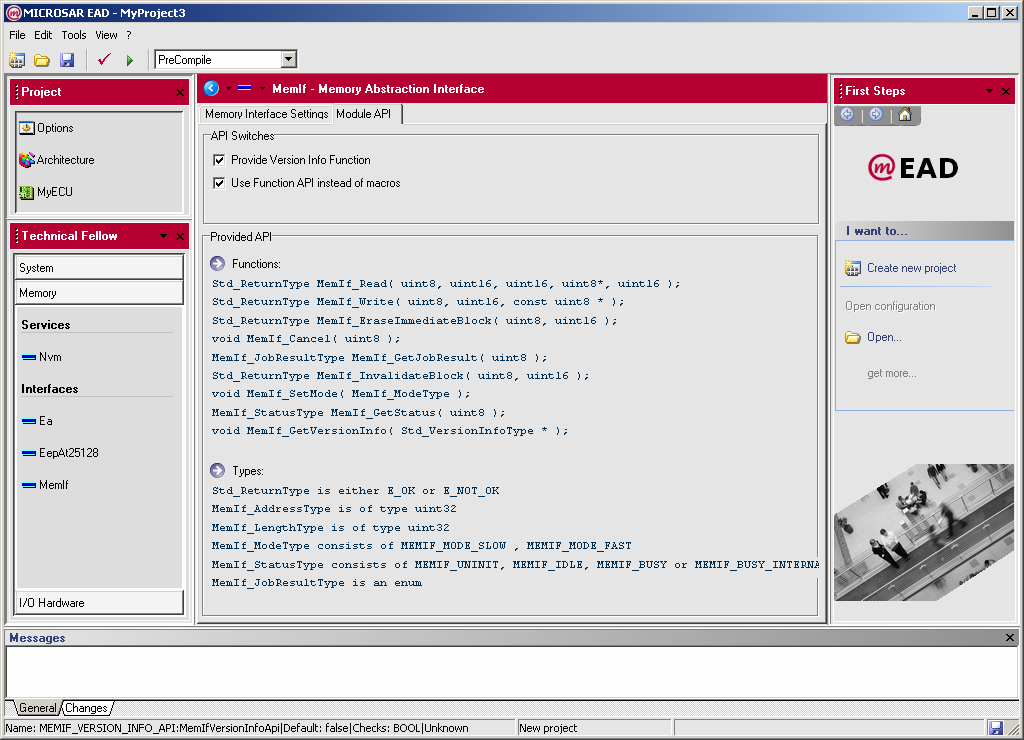 MICROSAR EAD - MyProject3
File Edit Tools View ?
PreCompile
Project
Options
Architecture
MyECU
Technical Fellow
System
Memory
Services
Nvm
Interfaces
Ea
EepAt25128
MemIf
I/O Hardware
MemIf - Memory Abstraction Interface
Memory Interface Settings Module API
API Switches
Provide Version Info Function
Use Function API instead of macros
Provided API
Functions:
Std_ReturnType MemIf_Read( uint8, uint16, uint16, uint8*, uint16 );
Std_ReturnType MemIf_Write( uint8, uint16, const uint8 * );
Std_ReturnType MemIf_EraseImmediateBlock( uint8, uint16 );
void MemIf_Cancel( uint8 );
MemIf_JobResultType MemIf_GetJobResult( uint8 );
Std_ReturnType MemIf_InvalidateBlock( uint8, uint16 );
void MemIf_SetMode( MemIf_ModeType );
MemIf_StatusType MemIf_GetStatus( uint8 );
void MemIf_GetVersionInfo( Std_VersionInfoType * );
Types:
Std_ReturnType is either E_OK or E_NOT_OK
MemIf_AddressType is of type uint32
MemIf_LengthType is of type uint32
MemIf_ModeType consists of MEMIF_MODE_SLOW , MEMIF_MODE_FAST
MemIf_StatusType consists of MEMIF_UNINIT, MEMIF_IDLE, MEMIF_BUSY or MEMIF_BUSY_INTERNA
MemIf_JobResultType is an enum
First Steps
m EAD
I want to...
Create new project
Open configuration
Open...
get more...
Messages
General Changes
Name: MEMIF_VERSION_INFO_API:MemIfVersionInfoApi|Default: false|Checks: BOOL|Unknown
New project